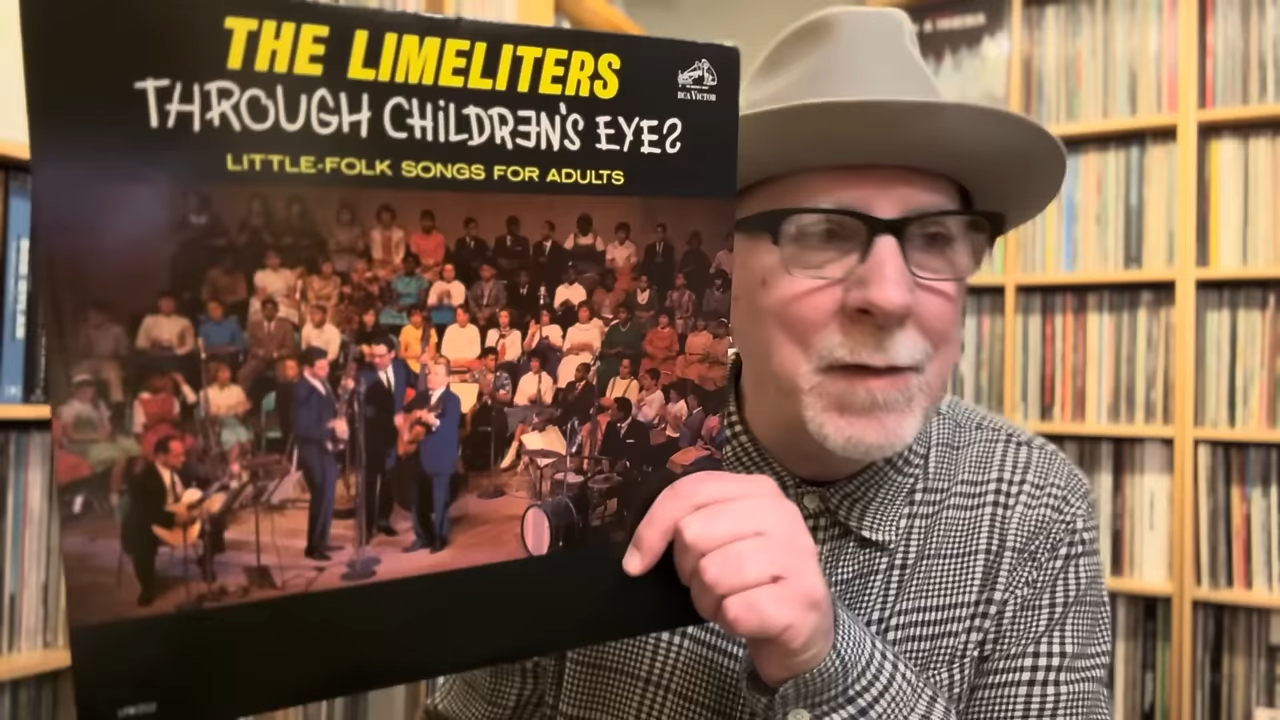 THE LIMELITERS
THROUGH CHILDREN'S EYES
LITTLE-FOLK SONGS FOR ADULTS
RCA VICTOR